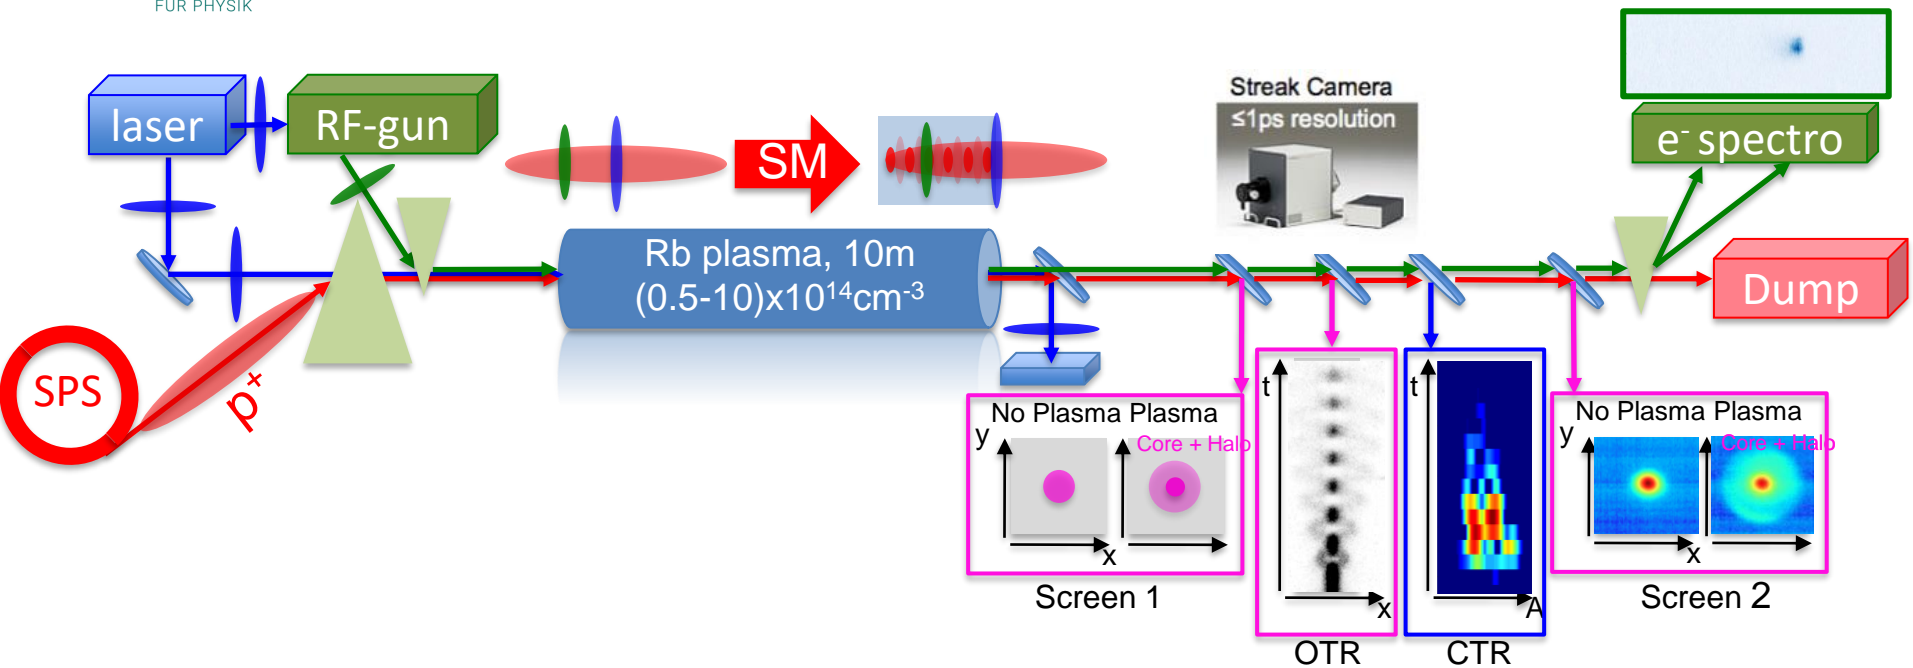 FÜR PHYSIK
laser
RF-gun
SM
Streak Camera
≤1ps resolution
e⁻ spectro
Rb plasma, 10m
(0.5-10)x10¹⁴cm⁻³
Dump
SPS
p⁺
No Plasma Plasma
Core + Halo
y
x
Screen 1
t
x
OTR
t
A
CTR
No Plasma Plasma
Core + Halo
y
x
Screen 2